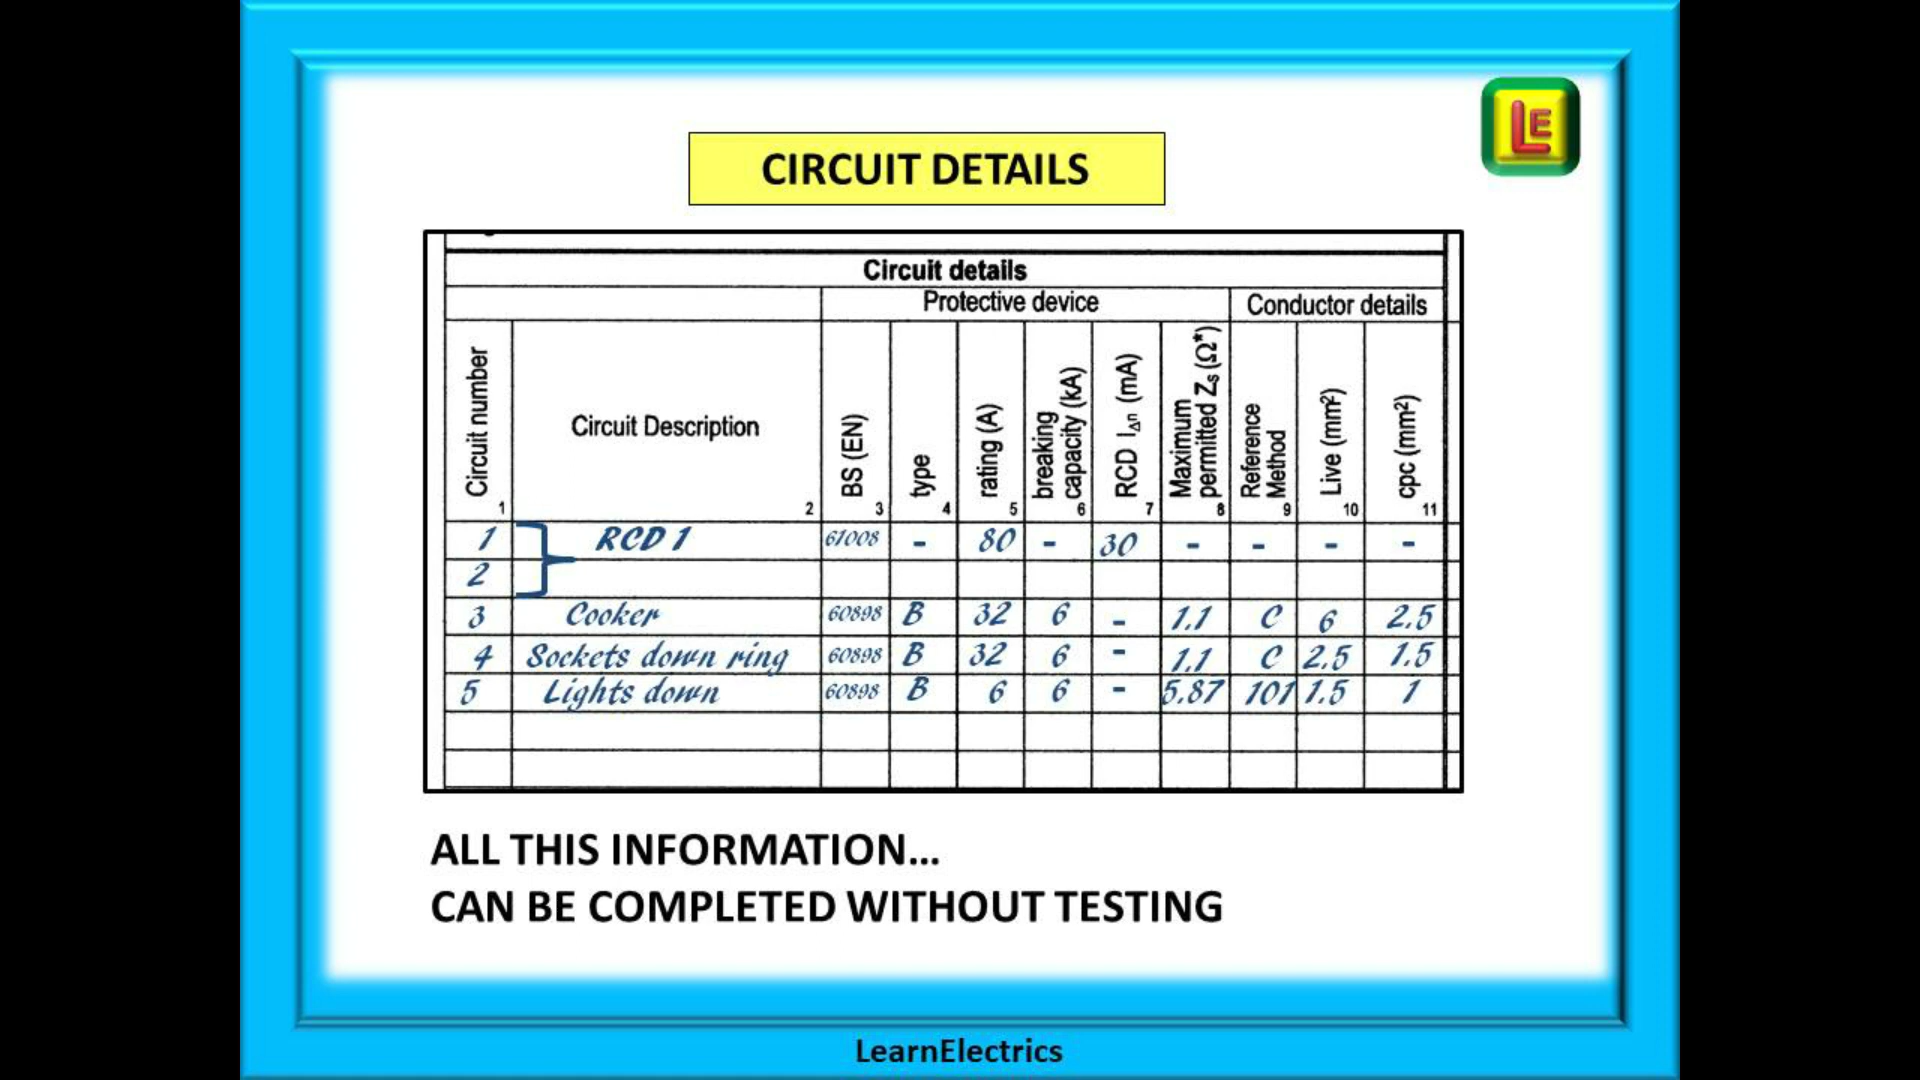 LE
CIRCUIT DETAILS
Circuit details
Protective device Conductor details
Circuit number 1
Circuit Description 2
BS (EN) 3
type 4
rating (A) 5
breaking capacity (kA) 6
RCD I∆n (mA) 7
Maximum permitted Zs (Ω*) 8
Reference Method 9
Live (mm²) 10
cpc (mm²) 11
1 RCD 1 61008 - 80 - 30 - - - -
2
3 Cooker 60898 B 32 6 - 1.1 C 6 2.5
4 Sockets down ring 60898 B 32 6 - 1.1 C 2.5 1.5
5 Lights down 60898 B 6 6 - 5.87 101 1.5 1
ALL THIS INFORMATION...
CAN BE COMPLETED WITHOUT TESTING
LearnElectrics